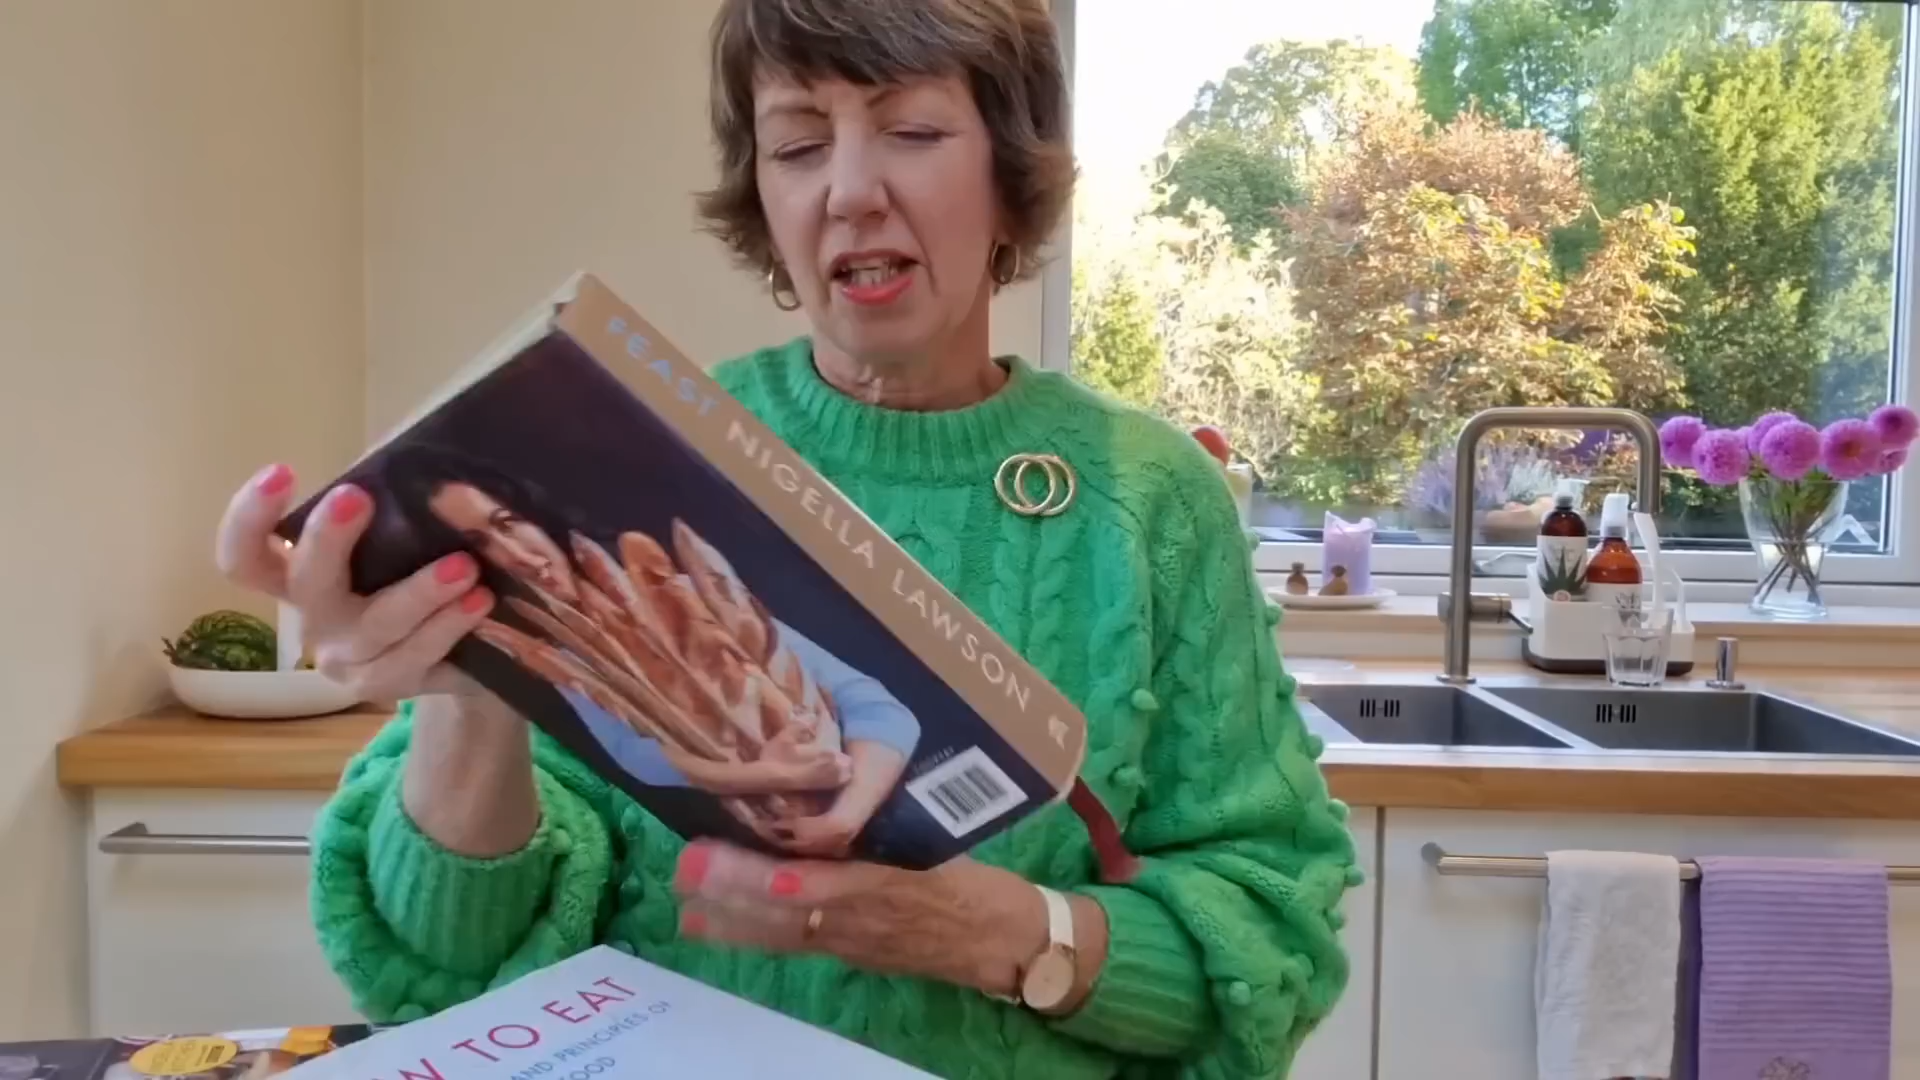 FEAST NIGELLA LAWSON
W TO EAT
AND PRINCIPLES OF
FOOD